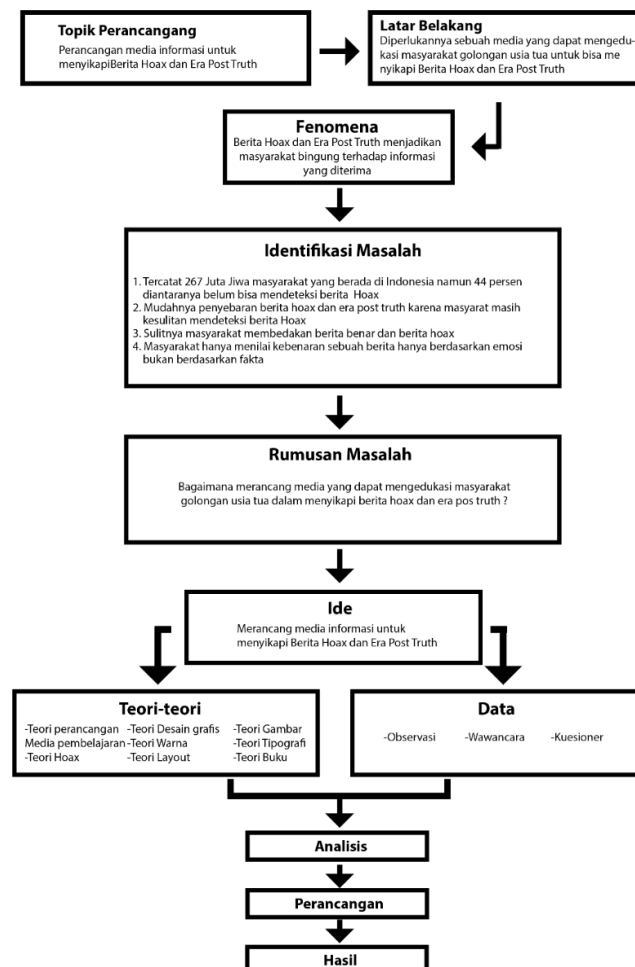 Topik Perancangang
Perancangan media informasi untuk
menyikapiBerita Hoax dan Era Post Truth
Latar Belakang
Diperlukannya sebuah media yang dapat mengedu-
kasi masyarakat golongan usia tua untuk bisa me
nyikapi Berita Hoax dan Era Post Truth
Fenomena
Berita Hoax dan Era Post Truth menjadikan
masyarakat bingung terhadap informasi
yang diterima
Identifikasi Masalah
1. Tercatat 267 Juta Jiwa masyarakat yang berada di Indonesia namun 44 persen
diantaranya belum bisa mendeteksi berita Hoax
2. Mudahnya penyebaran berita hoax dan era post truth karena masyarat masih
kesulitan mendeteksi berita Hoax
3. Sulitnya masyarakat membedakan berita benar dan berita hoax
4. Masyarakat hanya menilai kebenaran sebuah berita hanya berdasarkan emosi
bukan berdasarkan fakta
Rumusan Masalah
Bagaimana merancang media yang dapat mengedukasi masyarakat
golongan usia tua dalam menyikapi berita hoax dan era pos truth ?
Ide
Merancang media informasi untuk
menyikapi Berita Hoax dan Era Post Truth
Teori-teori
-Teori perancangan -Teori Desain grafis -Teori Gambar
Media pembelajaran -Teori Warna -Teori Tipografi
-Teori Hoax -Teori Layout -Teori Buku
Data
-Observasi -Wawancara -Kuesioner
Analisis
Perancangan
Hasil